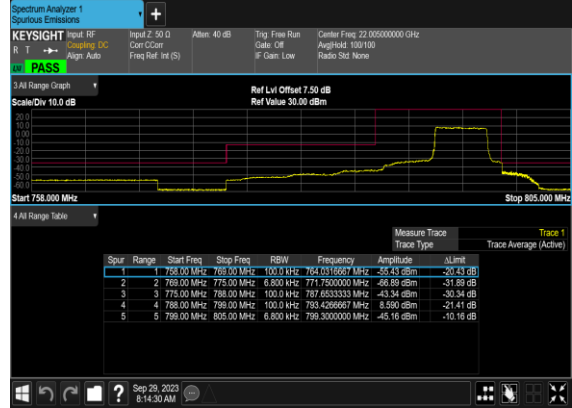 Spectrum Analyzer 1
Spurious Emissions
+
KEYSIGHT Input: RF Input Z: 50 Ω Atten: 40 dB Trig: Free Run Center Freq: 22.005000000 GHz
R T Coupling: DC Corr CCorr Gate: Off Avg|Hold: 100/100
Align: Auto Freq Ref: Int (S) IF Gain: Low Radio Std: None
PASS
3 All Range Graph Ref Lvl Offset 7.50 dB
Scale/Div 10.0 dB Ref Value 30.00 dBm
20.0
10.0
0.00
-10.0
-20.0
-30.0
-40.0
-50.0
-60.0
Start 758.000 MHz Stop 805.000 MHz
4 All Range Table
Measure Trace Trace 1
Trace Type Trace Average (Active)
Spur Range Start Freq Stop Freq RBW Frequency Amplitude ΔLimit
1 1 758.00 MHz 769.00 MHz 100.0 kHz 764.0316667 MHz -55.43 dBm -20.43 dB
2 2 769.00 MHz 775.00 MHz 6.800 kHz 771.7500000 MHz -66.89 dBm -31.89 dB
3 3 775.00 MHz 788.00 MHz 100.0 kHz 787.6533333 MHz -43.34 dBm -30.34 dB
4 4 788.00 MHz 799.00 MHz 100.0 kHz 793.4266667 MHz 8.590 dBm -21.41 dB
5 5 799.00 MHz 805.00 MHz 6.800 kHz 799.3000000 MHz -45.16 dBm -10.16 dB
? Sep 29, 2023
8:14:30 AM